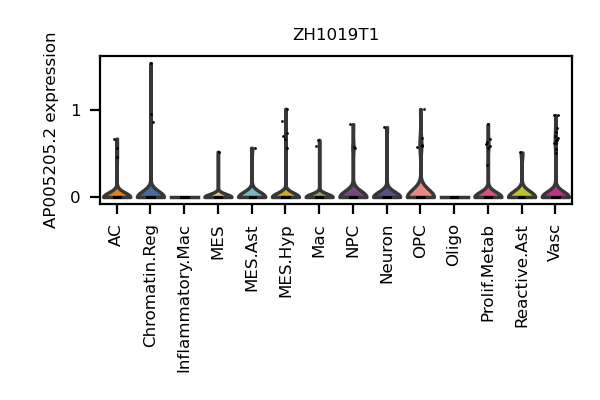 ZH1019T1
AP005205.2 expression
1
0
AC
Chromatin.Reg
Inflammatory.Mac
MES
MES.Ast
MES.Hyp
Mac
NPC
Neuron
OPC
Oligo
Prolif.Metab
Reactive.Ast
Vasc